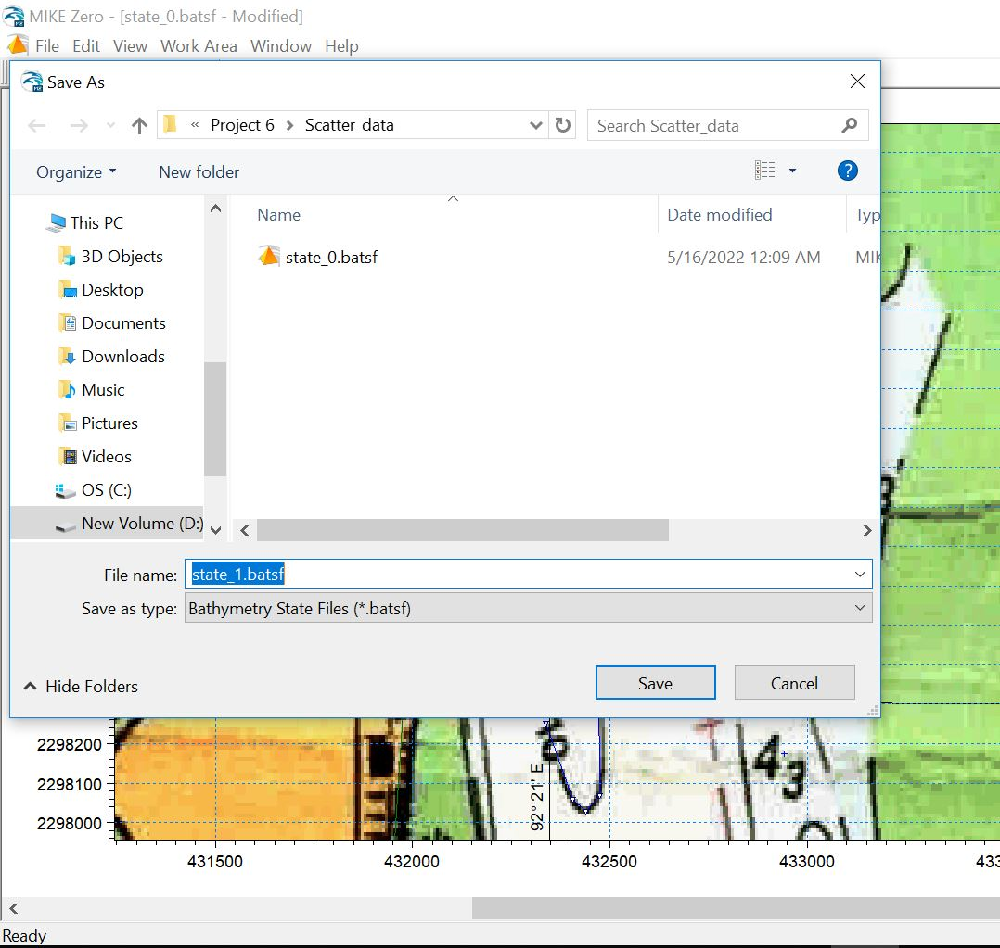 MIKE Zero - [state_0.batsf - Modified]
File Edit View Work Area Window Help
Save As
« Project 6 > Scatter_data
Search Scatter_data
Organize New folder
?
Name Date modified Typ
This PC
state_0.batsf 5/16/2022 12:09 AM MIK
3D Objects
Desktop
Documents
Downloads
Music
Pictures
Videos
OS (C:)
New Volume (D:)
File name: state_1.batsf
Save as type: Bathymetry State Files (*.batsf)
Hide Folders
Save Cancel
2298200
2298100
2298000
92° 21' E
43
431500 432000 432500 433000 433
Ready